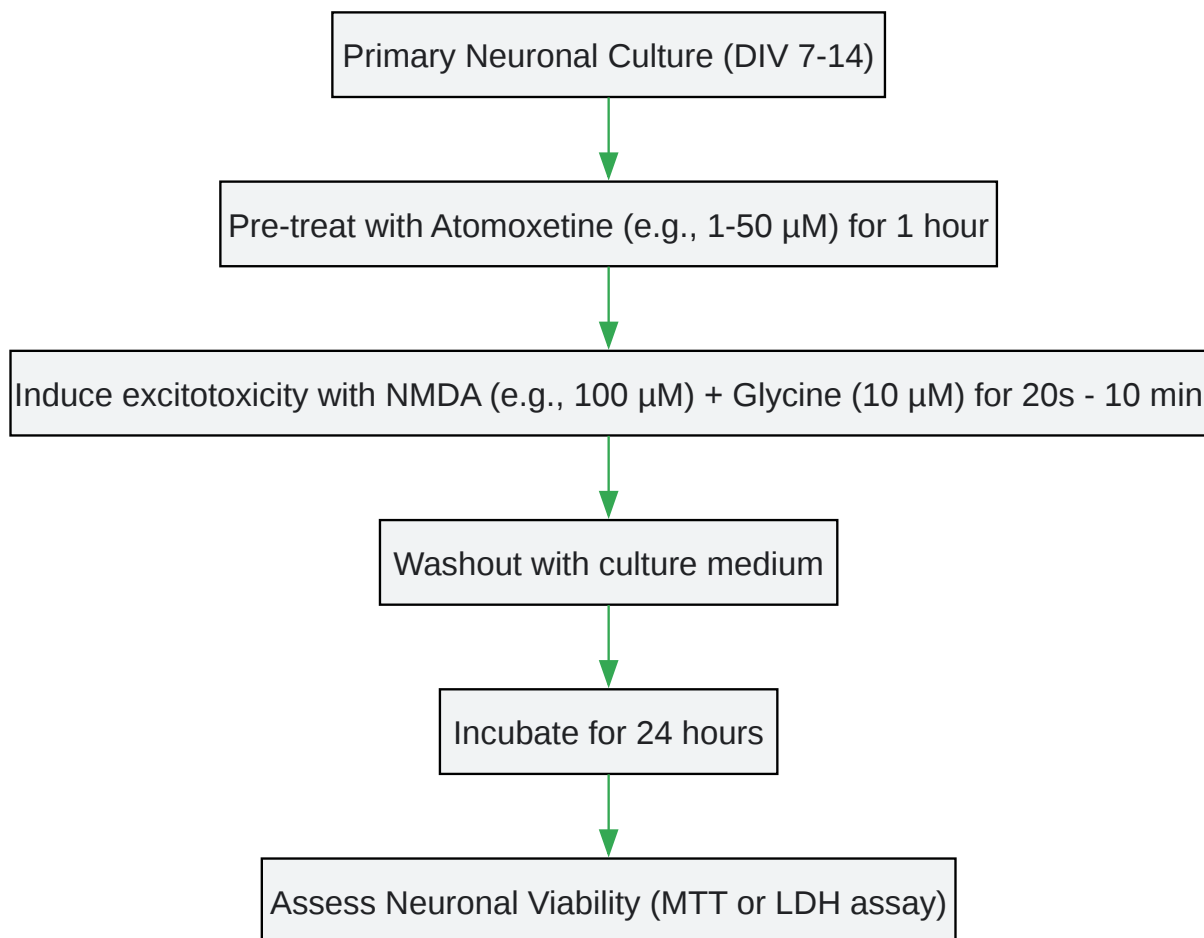 Primary Neuronal Culture (DIV 7-14)
Pre-treat with Atomoxetine (e.g., 1-50 µM) for 1 hour
Induce excitotoxicity with NMDA (e.g., 100 µM) + Glycine (10 µM) for 20s - 10 min
Washout with culture medium
Incubate for 24 hours
Assess Neuronal Viability (MTT or LDH assay)